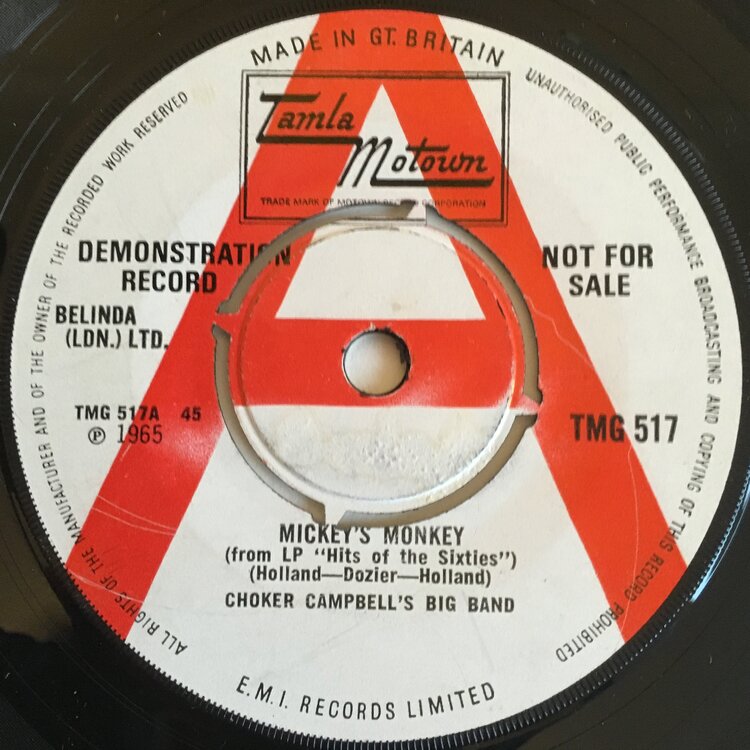 MADE IN GT. BRITAIN
UNAUTHORISED PUBLIC PERFORMANCE BROADCASTING AND COPYING OF THIS RECORD PROHIBITED
ALL RIGHTS OF THE MANUFACTURER AND OF THE OWNER OF THE RECORDED WORK RESERVED
Tamla
Motown
TRADE MARK OF MOTOWN RECORD CORPORATION
DEMONSTRATION
RECORD
NOT FOR
SALE
BELINDA
(LDN.) LTD.
TMG 517A 45
℗ 1965
TMG 517
A
MICKEY'S MONKEY
(from LP "Hits of the Sixties")
(Holland—Dozier—Holland)
CHOKER CAMPBELL'S BIG BAND
E.M.I. RECORDS LIMITED